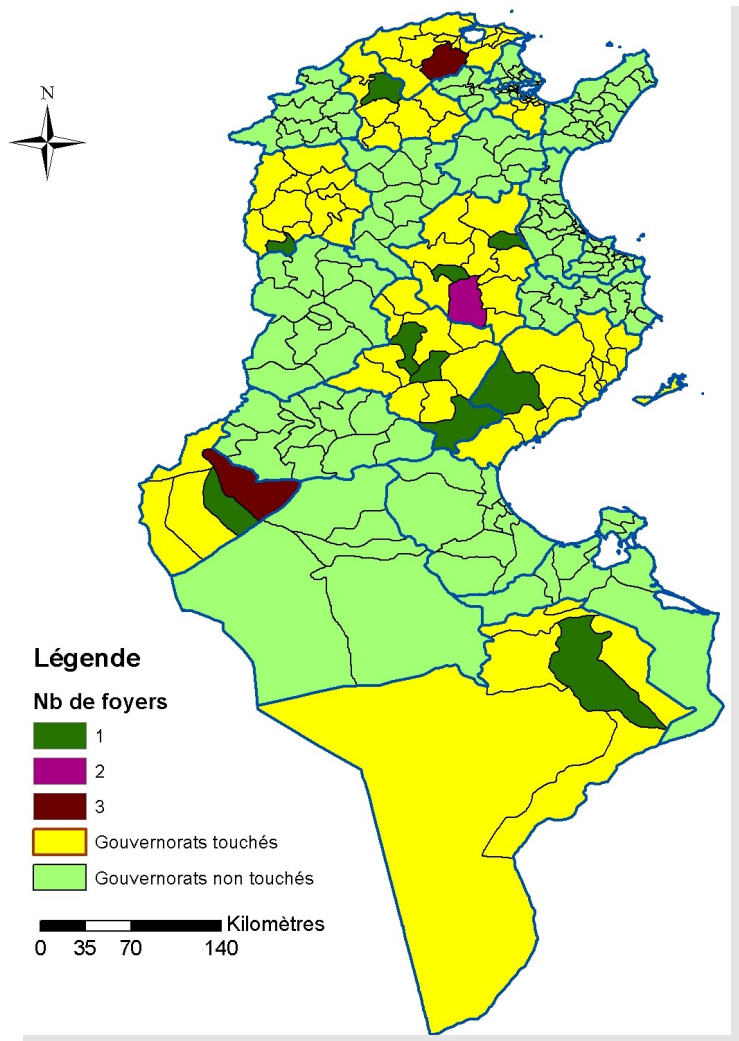 N
Légende
Nb de foyers
1
2
3
Gouvernorats touchés
Gouvernorats non touchés
Kilomètres
0 35 70 140